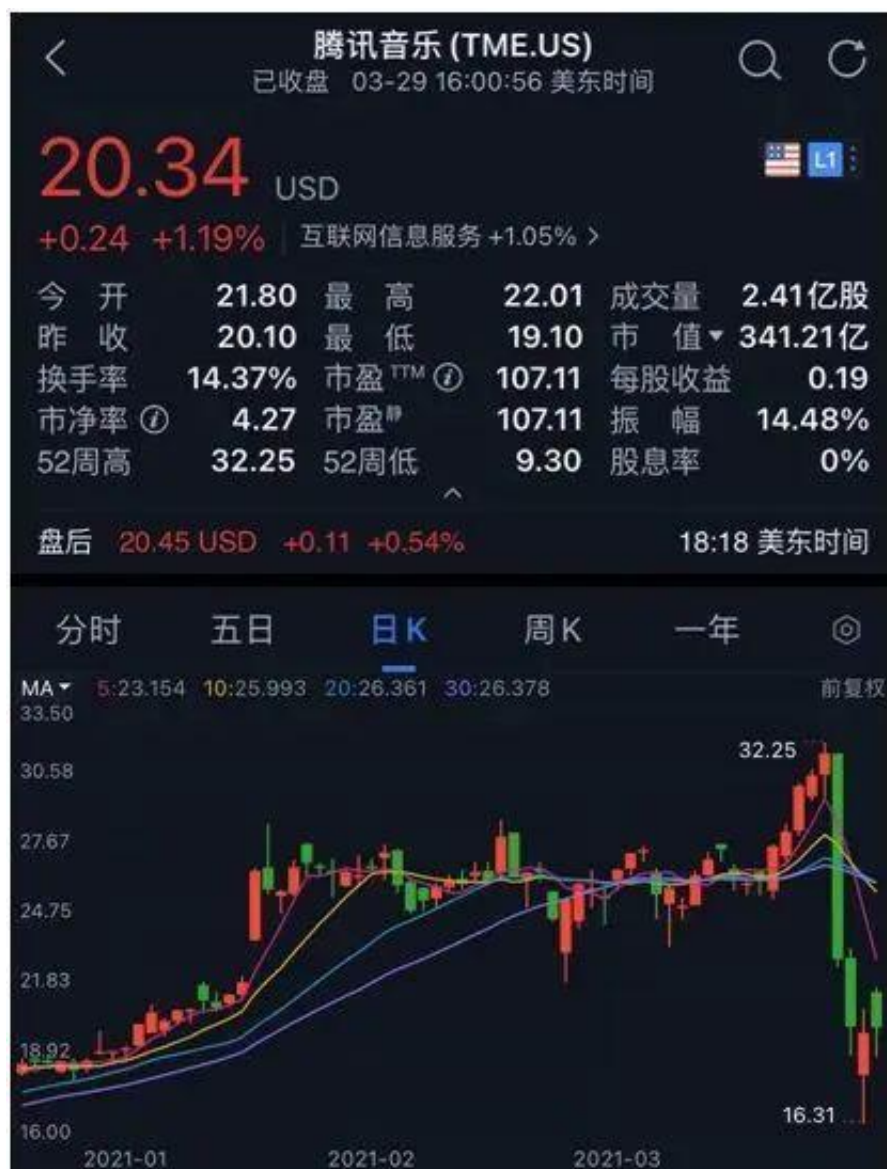 腾讯音乐 (TME.US)
已收盘 03-29 16:00:56 美东时间
20.34 USD
L1
+0.24 +1.19% 互联网信息服务 +1.05% >
今开 21.80 最高 22.01 成交量 2.41亿股
昨收 20.10 最低 19.10 市值 341.21亿
换手率 14.37% 市盈TTM 107.11 每股收益 0.19
市净率 4.27 市盈静 107.11 振幅 14.48%
52周高 32.25 52周低 9.30 股息率 0%
盘后 20.45 USD +0.11 +0.54% 18:18 美东时间
分时 五日 日K 周K 一年
MA 5:23.154 10:25.993 20:26.361 30:26.378 前复权
33.50
32.25
30.58
27.67
24.75
21.83
18.92
16.31
16.00
2021-01 2021-02 2021-03